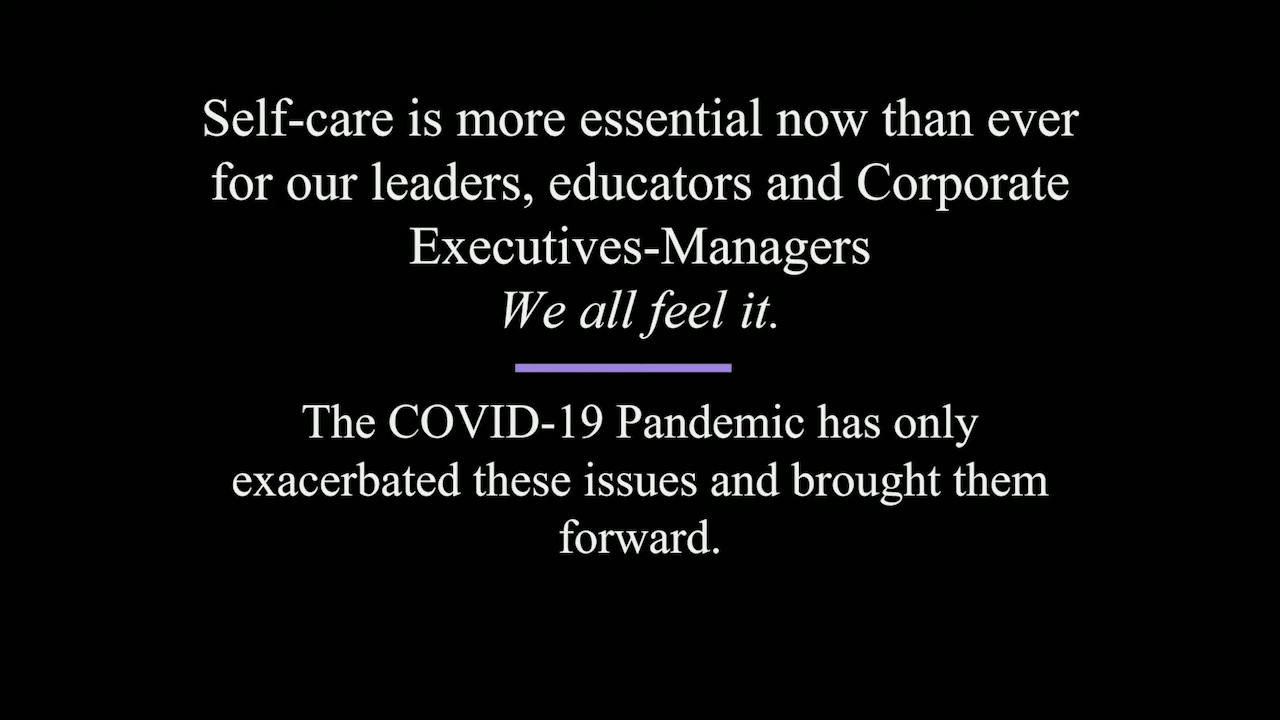 Self-care is more essential now than ever
for our leaders, educators and Corporate
Executives-Managers
We all feel it.
The COVID-19 Pandemic has only
exacerbated these issues and brought them
forward.